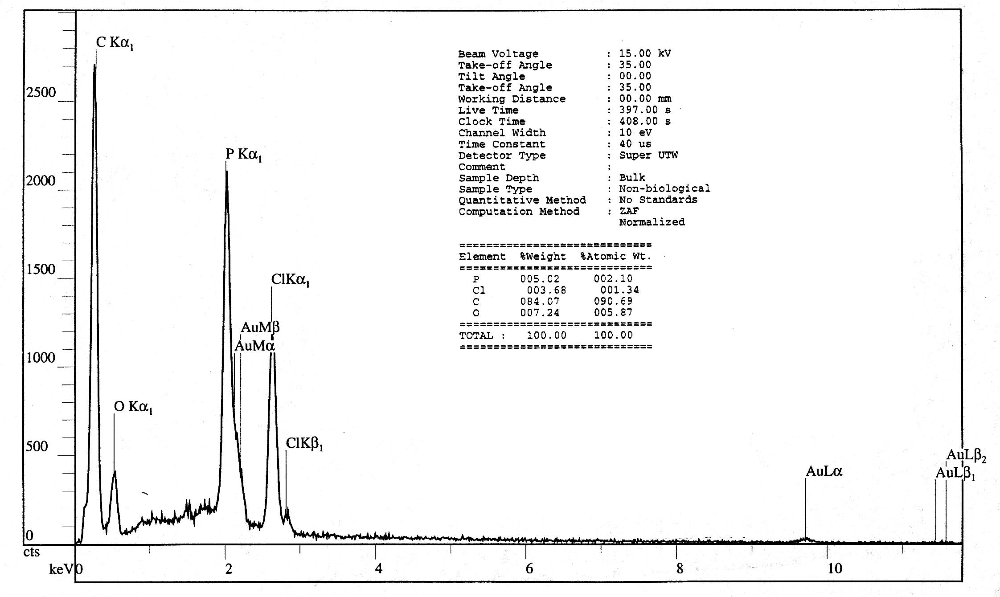 C Kα1
Beam Voltage : 15.00 kV
Take-off Angle : 35.00
Tilt Angle : 00.00
Take-off Angle : 35.00
Working Distance : 00.00 mm
Live Time : 397.00 s
Clock Time : 408.00 s
Channel Width : 10 eV
Time Constant : 40 us
Detector Type : Super UTW
Comment :
Sample Depth : Bulk
Sample Type : Non-biological
Quantitative Method : No Standards
Computation Method : ZAF
Normalized
=============================
Element %Weight %Atomic Wt.
=============================
P 005.02 002.10
Cl 003.68 001.34
C 084.07 090.69
O 007.24 005.87
=============================
TOTAL : 100.00 100.00
=============================
2500
P Kα1
2000
1500
ClKα1
AuMβ
AuMα
1000
O Kα1
500
ClKβ1
AuLβ2
AuLα
AuLβ1
0
cts
keV 0 2 4 6 8 10